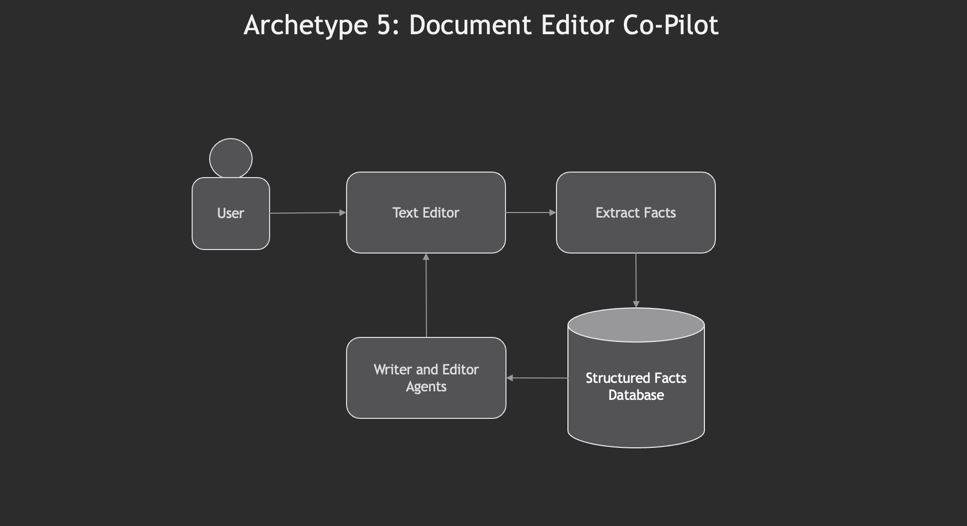 Archetype 5: Document Editor Co-Pilot
User
Text Editor
Extract Facts
Writer and Editor
Agents
Structured Facts
Database